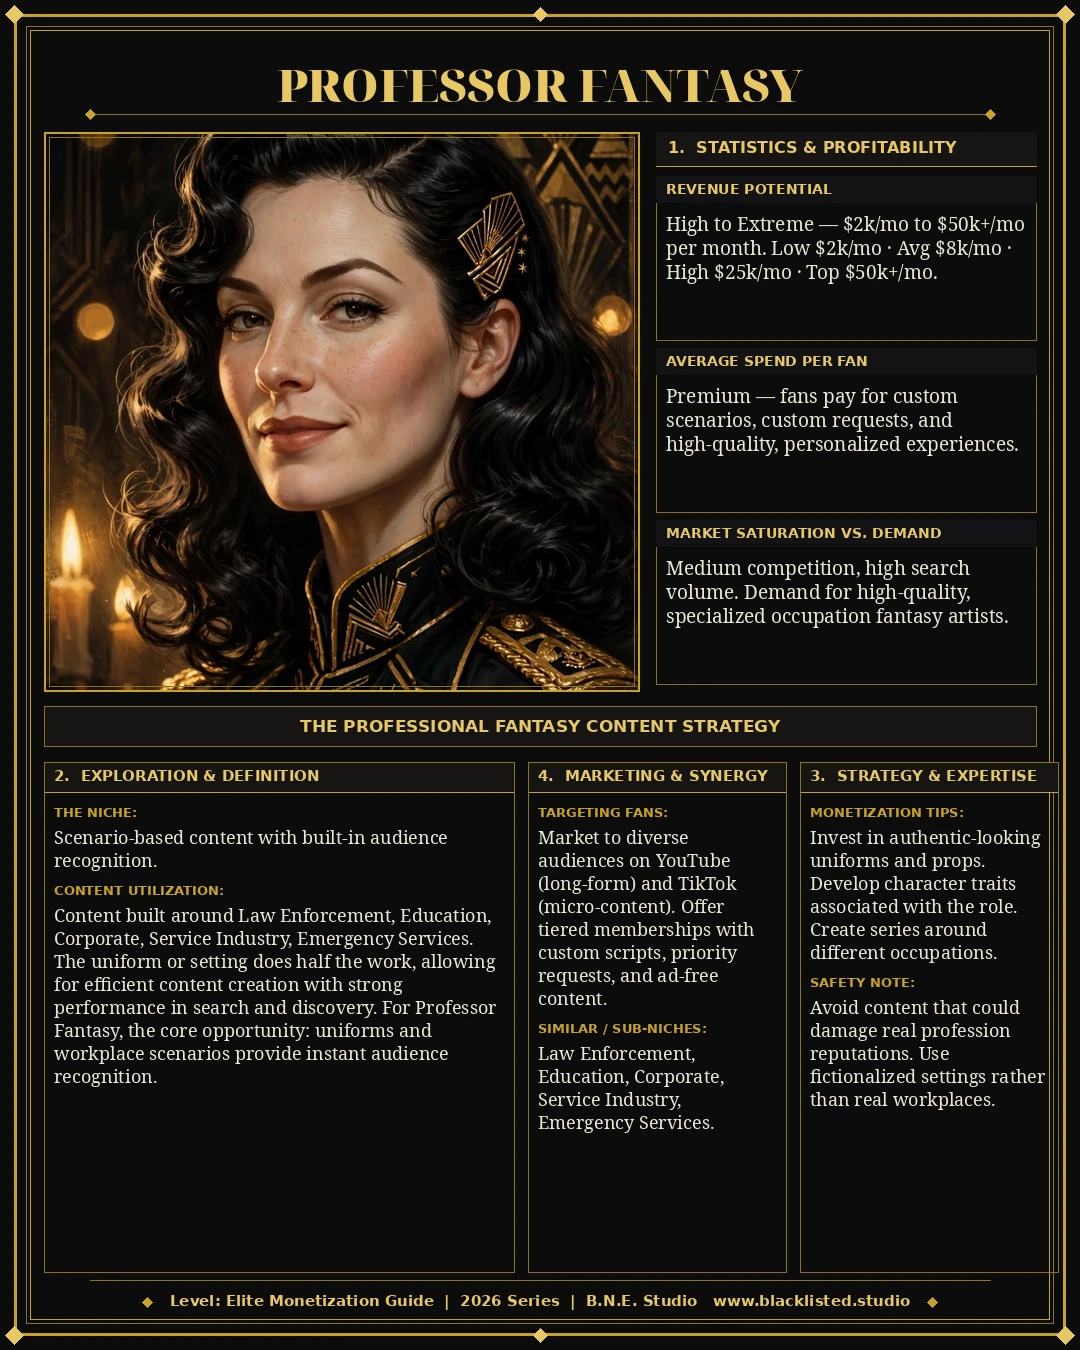 PROFESSOR FANTASY
1. STATISTICS & PROFITABILITY
REVENUE POTENTIAL
High to Extreme — $2k/mo to $50k+/mo
per month. Low $2k/mo · Avg $8k/mo ·
High $25k/mo · Top $50k+/mo.
AVERAGE SPEND PER FAN
Premium — fans pay for custom
scenarios, custom requests, and
high-quality, personalized experiences.
MARKET SATURATION VS. DEMAND
Medium competition, high search
volume. Demand for high-quality,
specialized occupation fantasy artists.
THE PROFESSIONAL FANTASY CONTENT STRATEGY
2. EXPLORATION & DEFINITION
THE NICHE:
Scenario-based content with built-in audience
recognition.
CONTENT UTILIZATION:
Content built around Law Enforcement, Education,
Corporate, Service Industry, Emergency Services.
The uniform or setting does half the work, allowing
for efficient content creation with strong
performance in search and discovery. For Professor
Fantasy, the core opportunity: uniforms and
workplace scenarios provide instant audience
recognition.
4. MARKETING & SYNERGY
TARGETING FANS:
Market to diverse
audiences on YouTube
(long-form) and TikTok
(micro-content). Offer
tiered memberships with
custom scripts, priority
requests, and ad-free
content.
SIMILAR / SUB-NICHES:
Law Enforcement,
Education, Corporate,
Service Industry,
Emergency Services.
3. STRATEGY & EXPERTISE
MONETIZATION TIPS:
Invest in authentic-looking
uniforms and props.
Develop character traits
associated with the role.
Create series around
different occupations.
SAFETY NOTE:
Avoid content that could
damage real profession
reputations. Use
fictionalized settings rather
than real workplaces.
Level: Elite Monetization Guide | 2026 Series | B.N.E. Studio www.blacklisted.studio